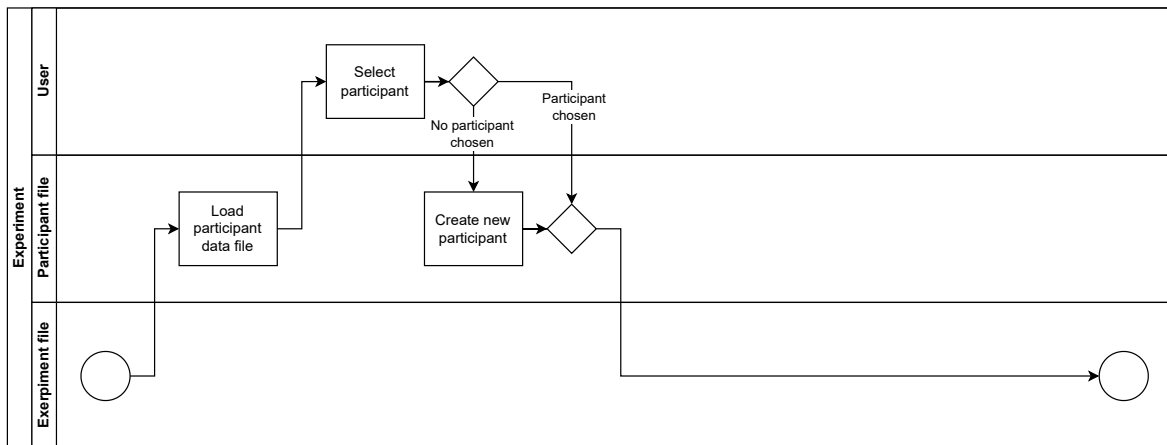 Experiment
User
Select
participant
No participant
chosen
Participant
chosen
Participant file
Load
participant
data file
Create new
participant
Exerpiment file